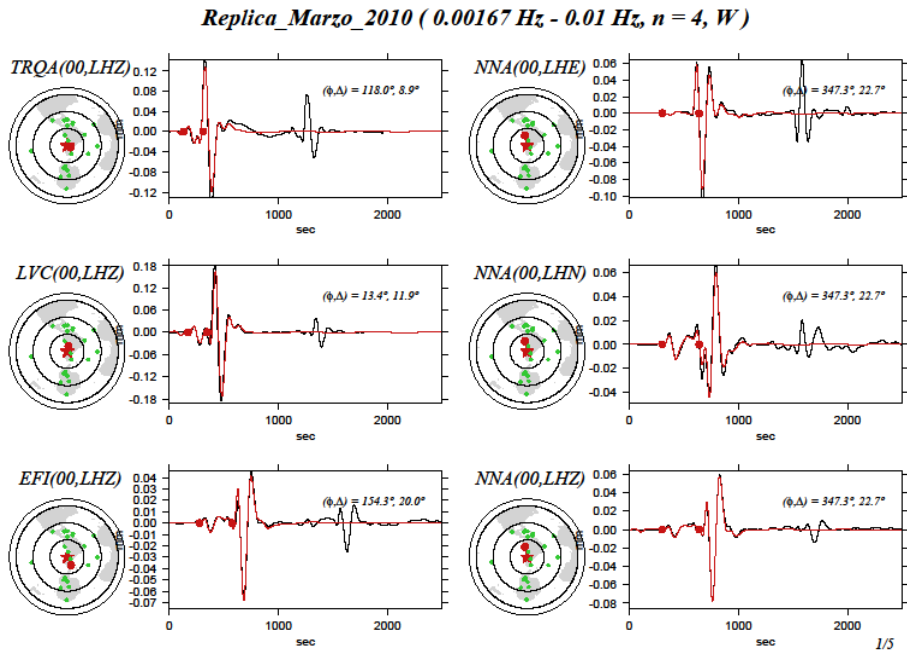 Replica_Marzo_2010 ( 0.00167 Hz - 0.01 Hz, n = 4, W )
TRQA(00,LHZ)
0.12
0.08
0.04
0.00
-0.04
-0.08
-0.12
(ϕ,Δ) = 118.0°, 8.9°
0 1000 2000
sec
NNA(00,LHE)
0.06
0.04
0.02
0.00
-0.02
-0.04
-0.06
-0.10
(ϕ,Δ) = 347.3°, 22.7°
0 1000 2000
sec
LVC(00,LHZ)
0.18
0.12
0.06
0.00
-0.06
-0.12
-0.18
(ϕ,Δ) = 13.4°, 11.9°
0 1000 2000
sec
NNA(00,LHN)
0.06
0.04
0.02
0.00
-0.02
-0.04
(ϕ,Δ) = 347.3°, 22.7°
0 1000 2000
sec
EFI(00,LHZ)
0.04
0.03
0.01
0.00
-0.01
-0.03
-0.04
-0.06
-0.07
(ϕ,Δ) = 154.3°, 20.0°
0 1000 2000
sec
NNA(00,LHZ)
0.06
0.04
0.02
0.00
-0.02
-0.04
-0.06
-0.08
(ϕ,Δ) = 347.3°, 22.7°
0 1000 2000
sec
1/5